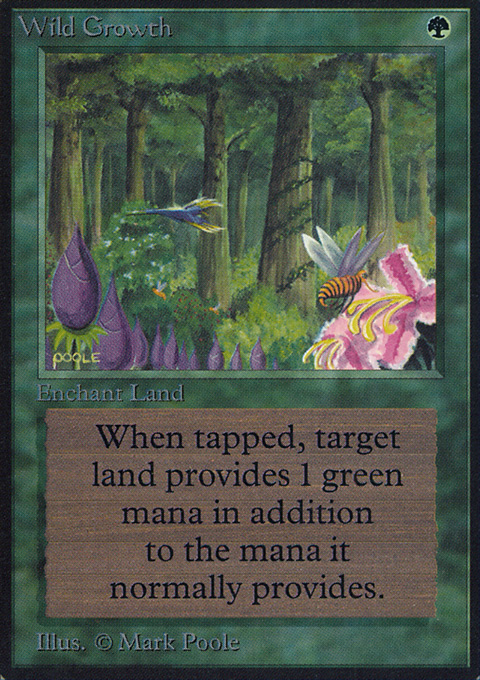 Wild Growth
POOLE
Enchant Land
When tapped, target
land provides 1 green
mana in addition
to the mana it
normally provides.
Illus. © Mark Poole